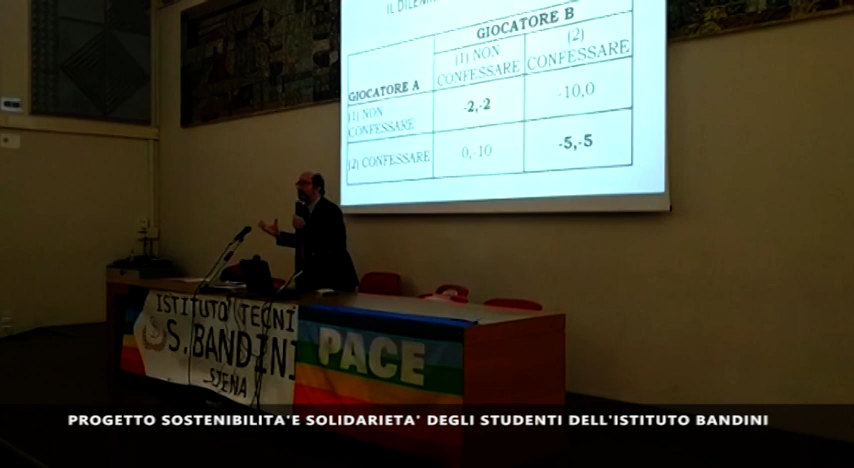 IL DILEM
GIOCATORE B
GIOCATORE A
(1) NON CONFESSARE
(2) CONFESSARE
(1) NON CONFESSARE
-2,-2
-10,0
(2) CONFESSARE
0,-10
-5,-5
ISTITUTO TECNI
S. BANDINI
SIENA
PACE
PROGETTO SOSTENIBILITA'E SOLIDARIETA' DEGLI STUDENTI DELL'ISTITUTO BANDINI